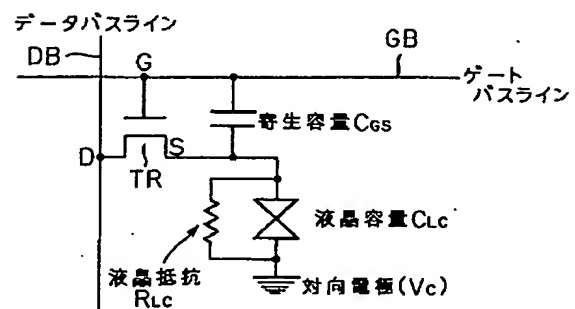 データバスライン
DB
G
GB
ゲート
バスライン
寄生容量CGS
D
S
TR
液晶容量CLC
液晶抵抗
RLC
対向電極(Vc)